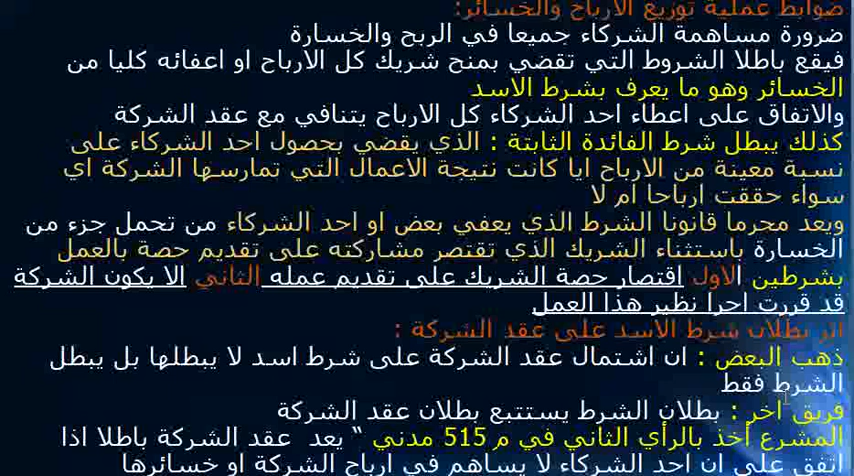 ضوابط عملية توزيع الارباح والخسائر:
ضرورة مساهمة الشركاء جميعا في الربح والخسارة
فيقع باطلا الشروط التي تقضي بمنح شريك كل الارباح او اعفائه كليا من
الخسائر وهو ما يعرف بشرط الاسد
والاتفاق على اعطاء احد الشركاء كل الارباح يتنافي مع عقد الشركة
كذلك يبطل شرط الفائدة الثابتة : الذي يقضي بحصول احد الشركاء على
نسبة معينة من الارباح ايا كانت نتيجة الاعمال التي تمارسها الشركة اي
سواء حققت ارباحا ام لا
ويعد محرما قانونا الشرط الذي يعفي بعض او احد الشركاء من تحمل جزء من
الخسارة باستثناء الشريك الذي تقتصر مشاركته على تقديم حصة بالعمل
بشرطين الاول اقتصار حصة الشريك على تقديم عمله الثاني الا يكون الشركة
قد قررت اجرا نظير هذا العمل
اثر بطلان شرط الاسد على عقد الشركة :
ذهب البعض : ان اشتمال عقد الشركة على شرط اسد لا يبطلها بل يبطل
الشرط فقط
فريق اخر : بطلان الشرط يستتبع بطلان عقد الشركة
المشرع أخذ بالرأي الثاني في م 515 مدني “ يعد عقد الشركة باطلا اذا
اتفق على ان احد الشركاء لا يساهم في ارباح الشركة او خسائرها